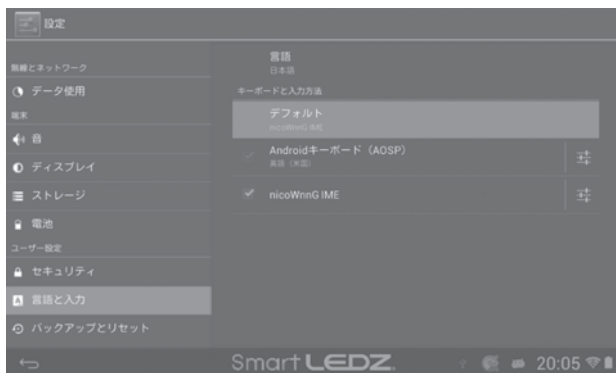 設定
無線とネットワーク
データ使用
端末
音
ディスプレイ
ストレージ
電池
ユーザー設定
セキュリティ
言語と入力
バックアップとリセット
言語
日本語
キーボードと入力方法
デフォルト
nicoWnnG IME
Androidキーボード（AOSP）
英語（米国）
nicoWnnG IME
Smart LEDZ
20:05